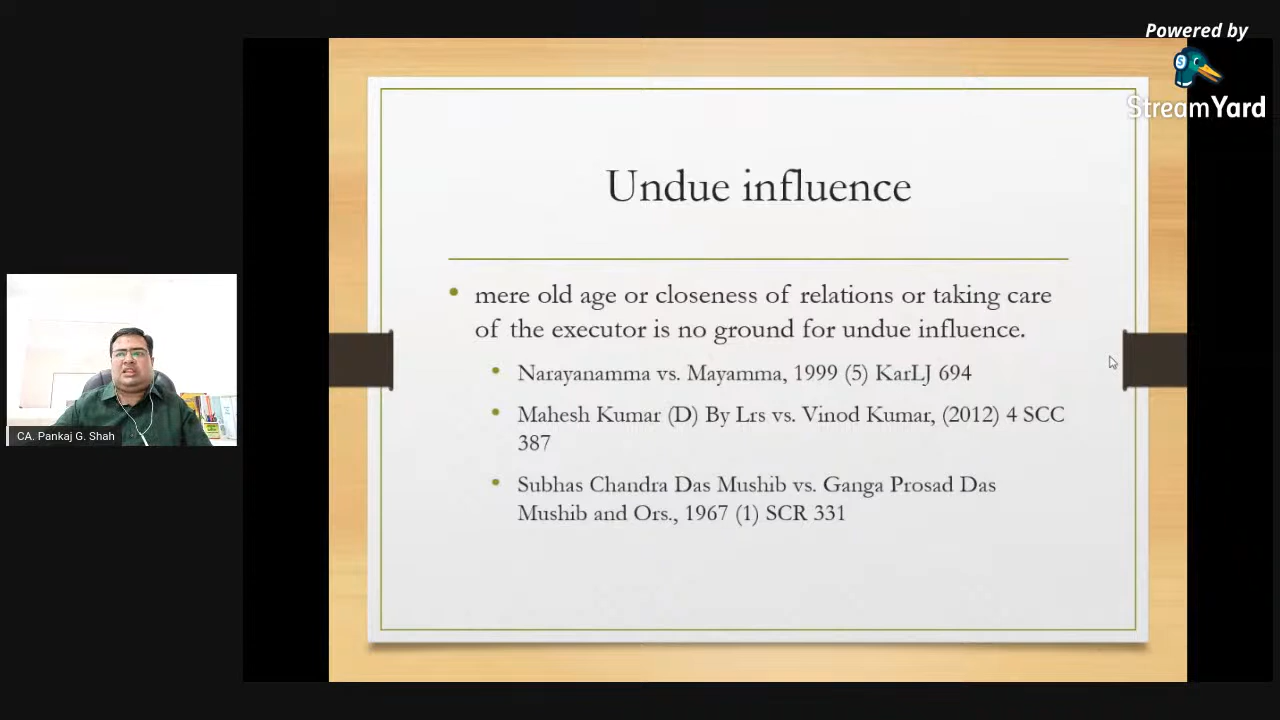 Powered by
StreamYard
Undue influence
mere old age or closeness of relations or taking care
of the executor is no ground for undue influence.
Narayanamma vs. Mayamma, 1999 (5) KarLJ 694
Mahesh Kumar (D) By Lrs vs. Vinod Kumar, (2012) 4 SCC
387
Subhas Chandra Das Mushib vs. Ganga Prosad Das
Mushib and Ors., 1967 (1) SCR 331
CA. Pankaj G. Shah